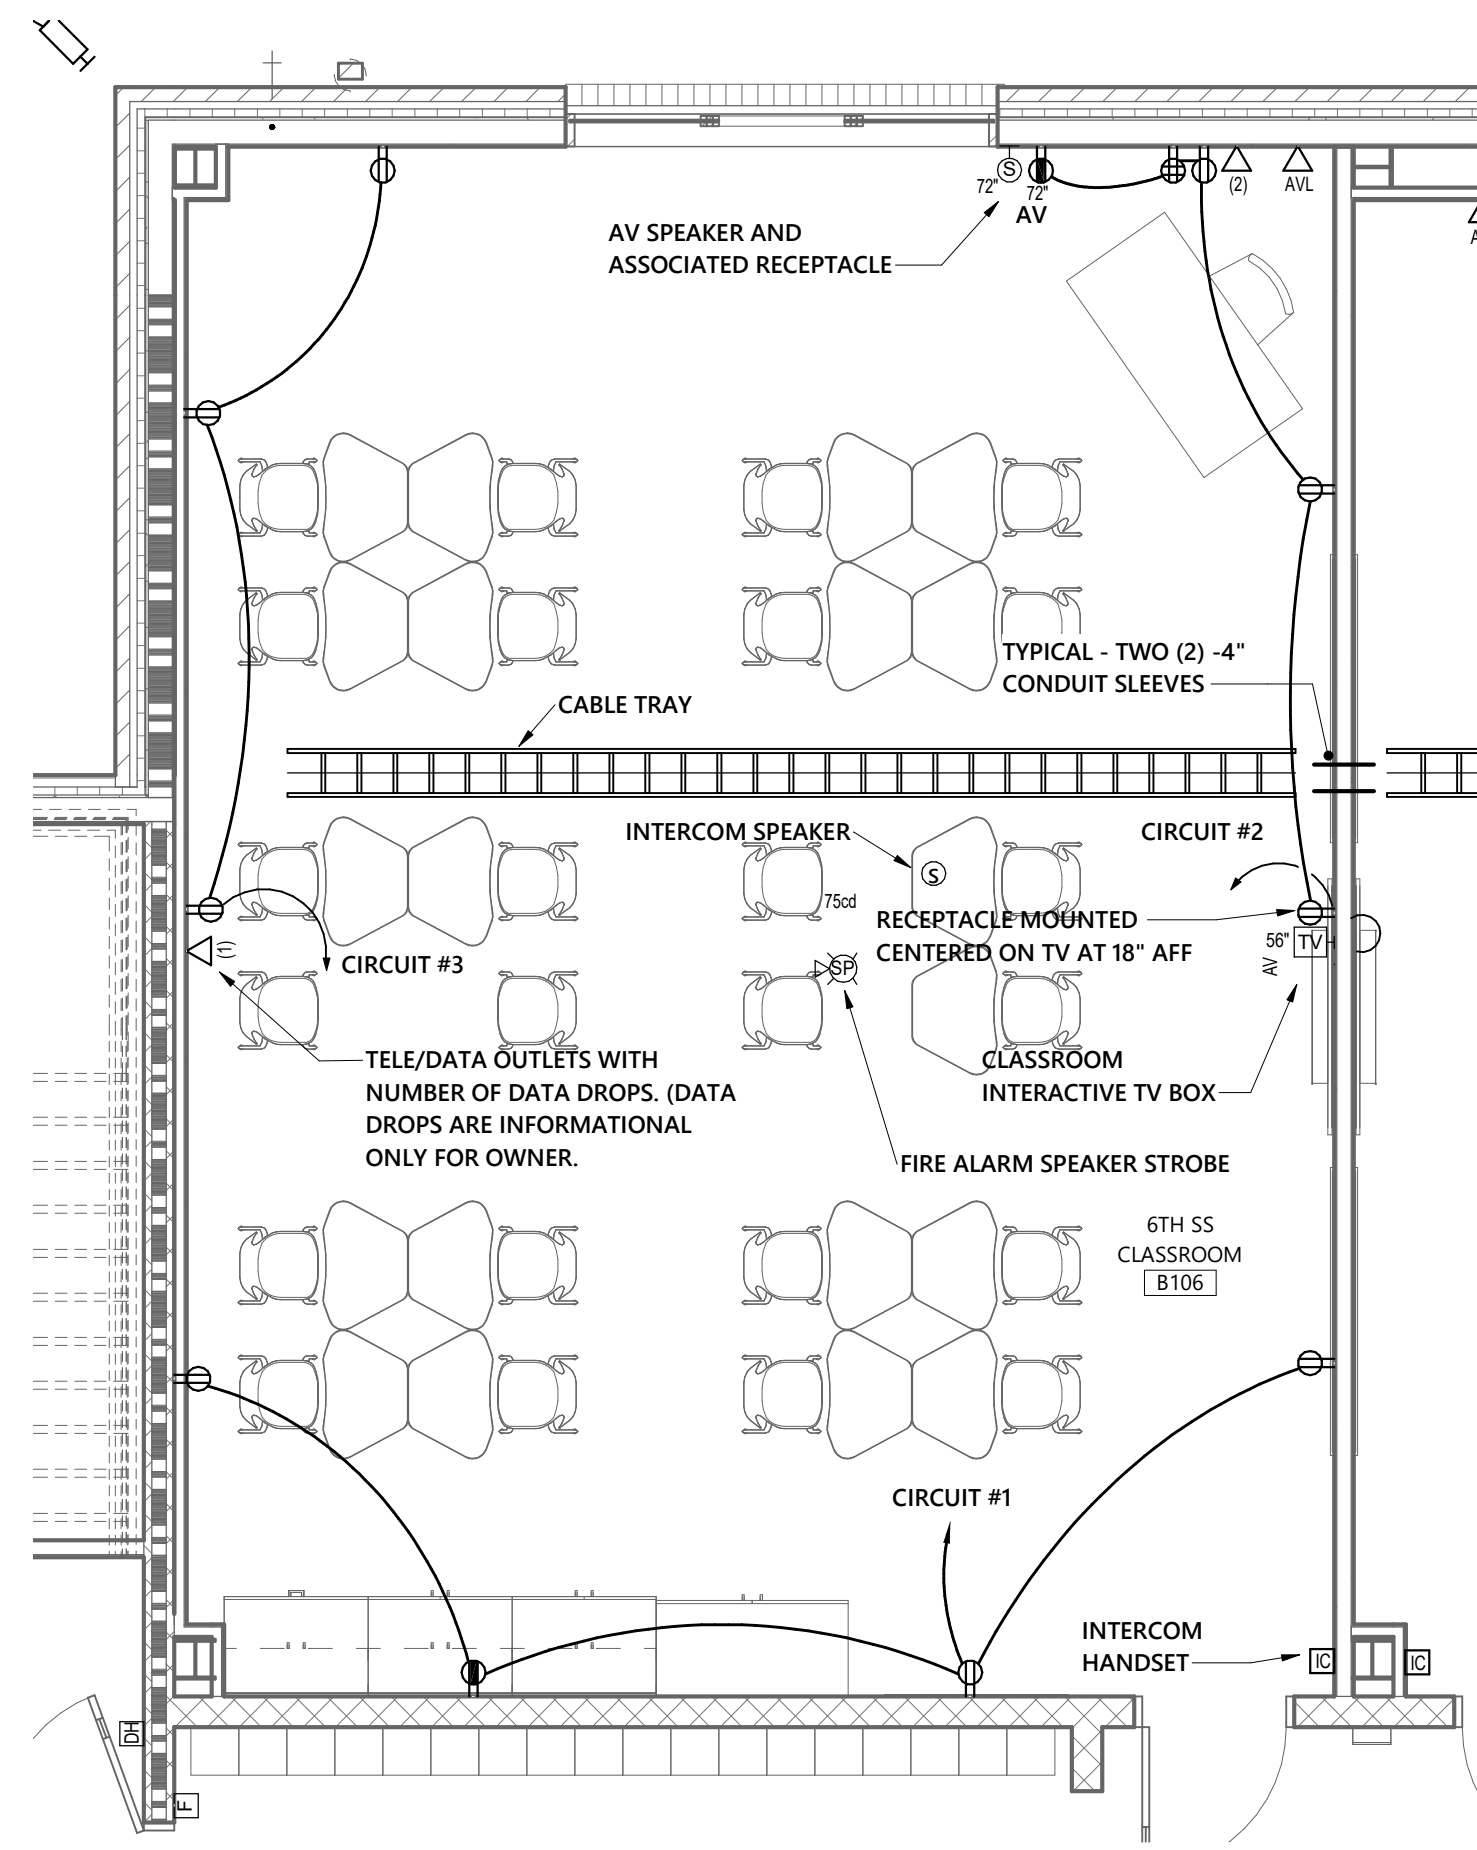 S
72"
72"
AV
(2)
AVL
A
AV SPEAKER AND
ASSOCIATED RECEPTACLE
TYPICAL - TWO (2) -4"
CONDUIT SLEEVES
CABLE TRAY
INTERCOM SPEAKER
S
CIRCUIT #2
75cd
RECEPTACLE MOUNTED
CENTERED ON TV AT 18" AFF
56"
TV
AV
(1)
CIRCUIT #3
SP
TELE/DATA OUTLETS WITH
NUMBER OF DATA DROPS. (DATA
DROPS ARE INFORMATIONAL
ONLY FOR OWNER.
CLASSROOM
INTERACTIVE TV BOX
FIRE ALARM SPEAKER STROBE
6TH SS
CLASSROOM
B106
CIRCUIT #1
INTERCOM
HANDSET
IC
IC
DH
F